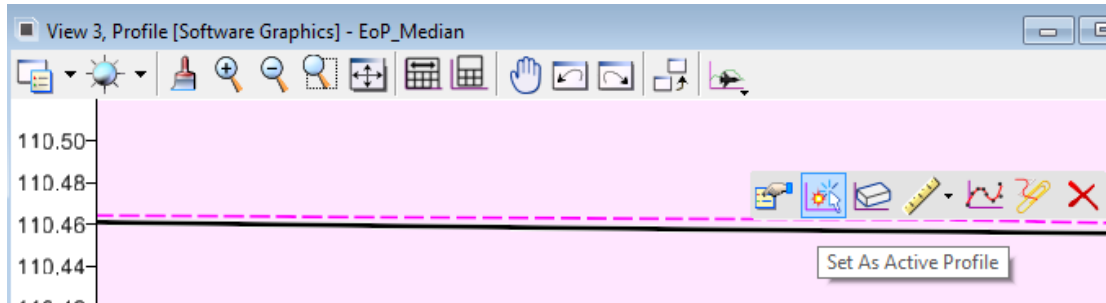 View 3, Profile [Software Graphics] - EoP_Median
110.50
110.48
110.46
110.44
Set As Active Profile